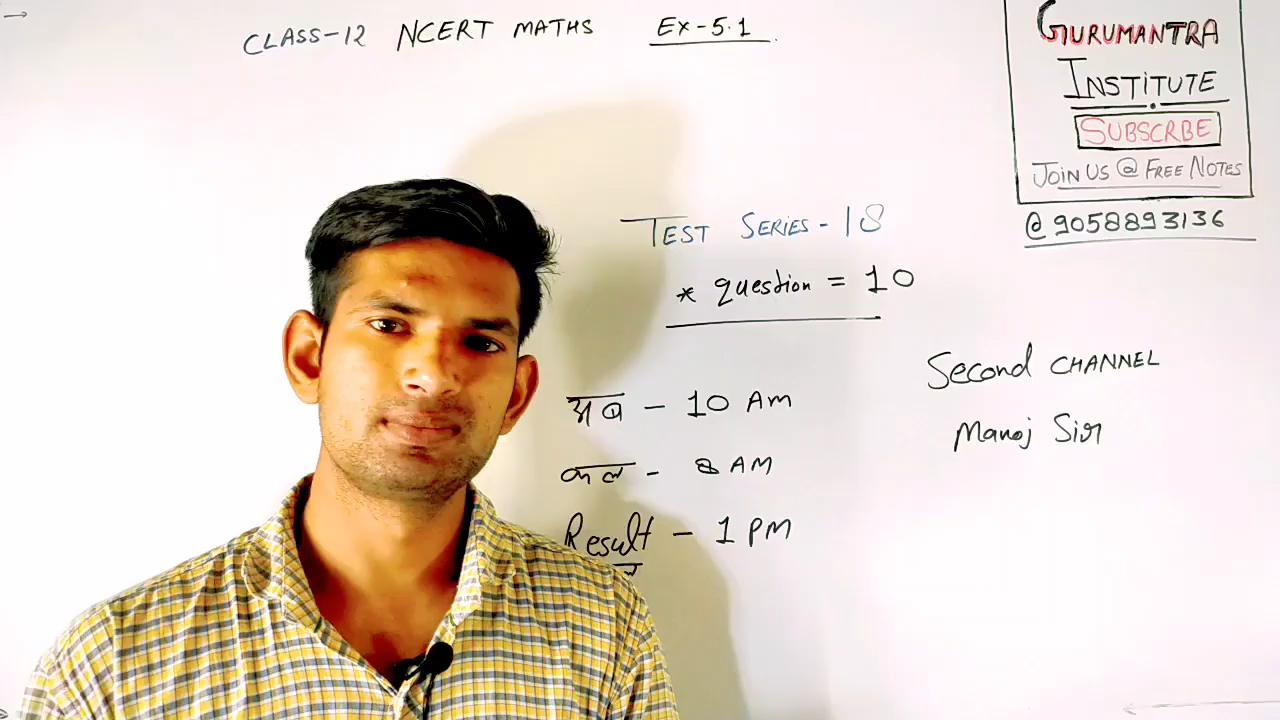 CLASS-12 NCERT MATHS Ex-5.1
GURUMANTRA
INSTITUTE
SUBSCRBE
JOIN US @ FREE NOTES
@ 9058893136
TEST SERIES - 18
* question = 10
अब - 10 AM
कल - 8 AM
Result - 1 PM
Second CHANNEL
Manoj Sir